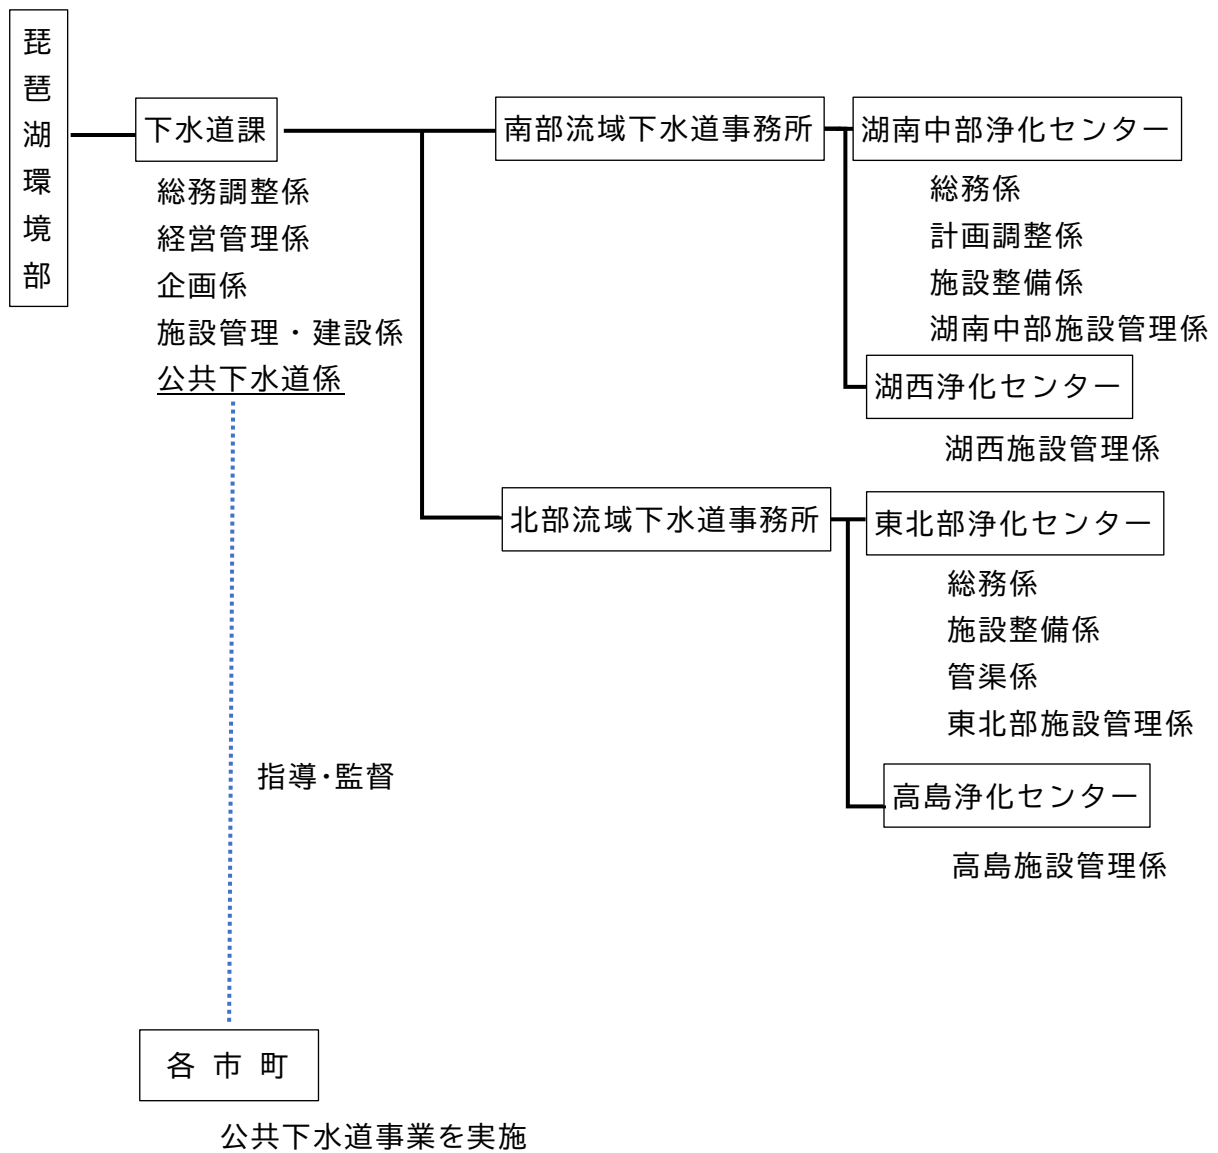 琵琶湖環境部
下水道課
総務調整係
経営管理係
企画係
施設管理・建設係
公共下水道係
指導・監督
各市町
公共下水道事業を実施
南部流域下水道事務所
湖南中部浄化センター
総務係
計画調整係
施設整備係
湖南中部施設管理係
湖西浄化センター
湖西施設管理係
北部流域下水道事務所
東北部浄化センター
総務係
施設整備係
管渠係
東北部施設管理係
高島浄化センター
高島施設管理係